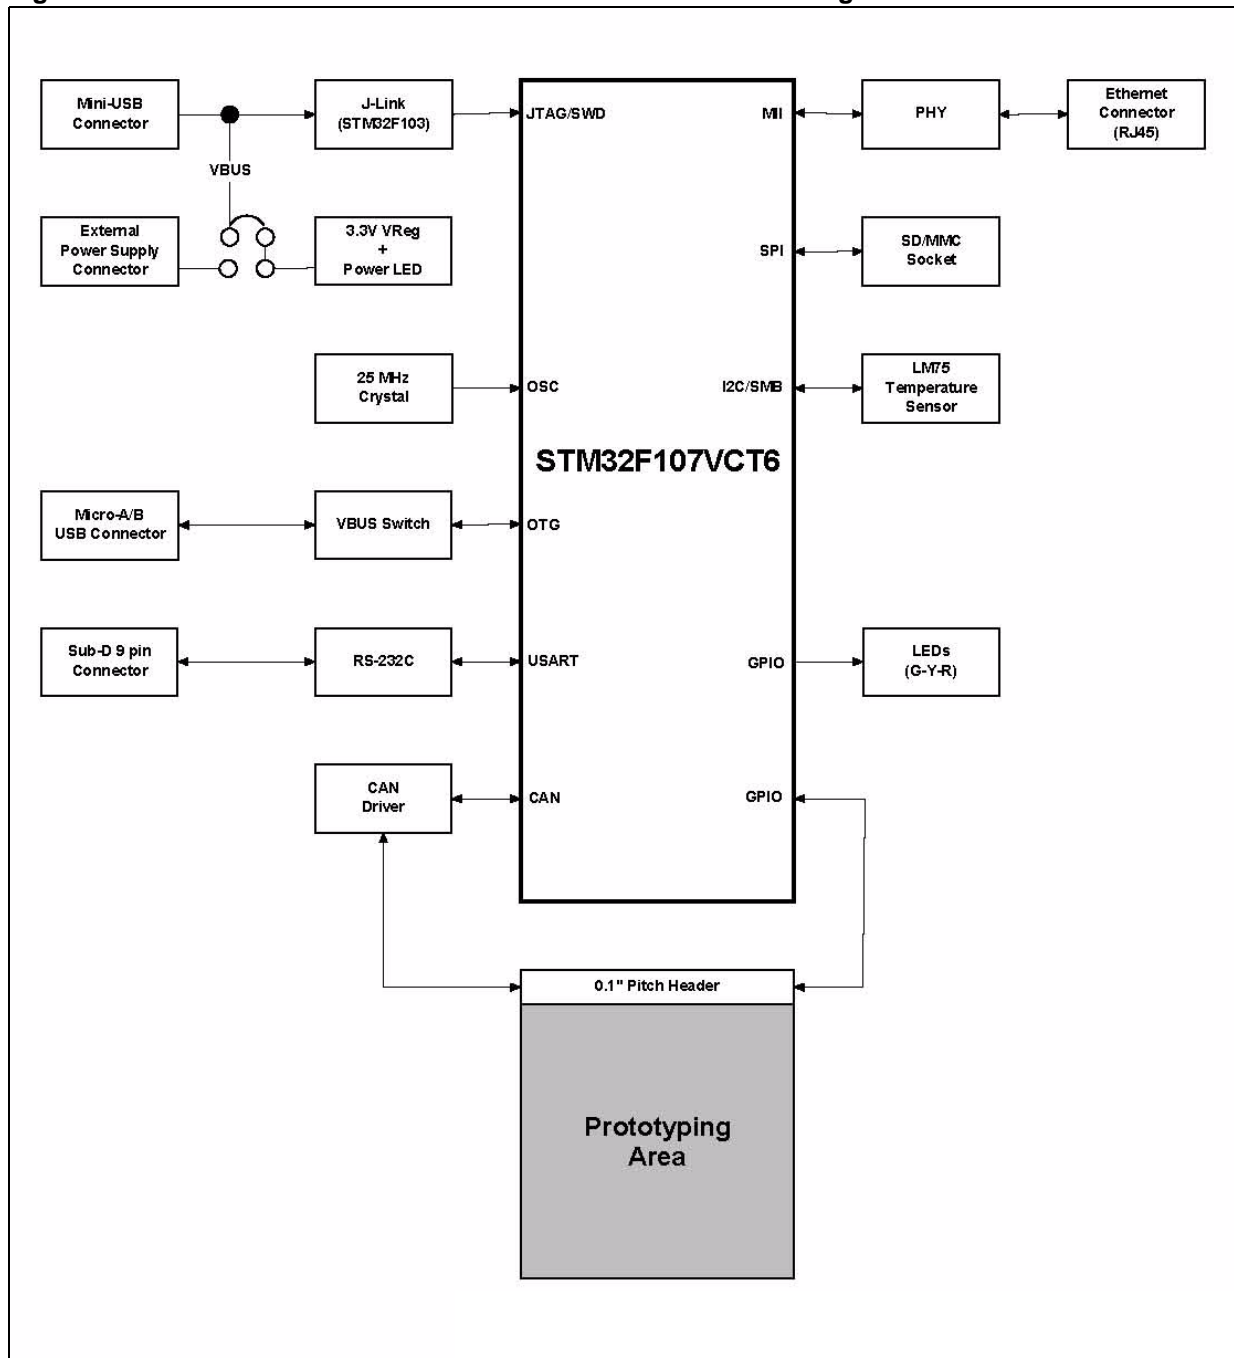 Mini-USB
Connector
J-Link
(STM32F103)
JTAG/SWD
MII
PHY
Ethernet
Connector
(RJ45)
VBUS
External
Power Supply
Connector
3.3V VReg
+
Power LED
SPI
SD/MMC
Socket
25 MHz
Crystal
OSC
I2C/SMB
LM75
Temperature
Sensor
STM32F107VCT6
Micro-A/B
USB Connector
VBUS Switch
OTG
Sub-D 9 pin
Connector
RS-232C
USART
GPIO
LEDs
(G-Y-R)
CAN
Driver
CAN
GPIO
0.1" Pitch Header
Prototyping
Area